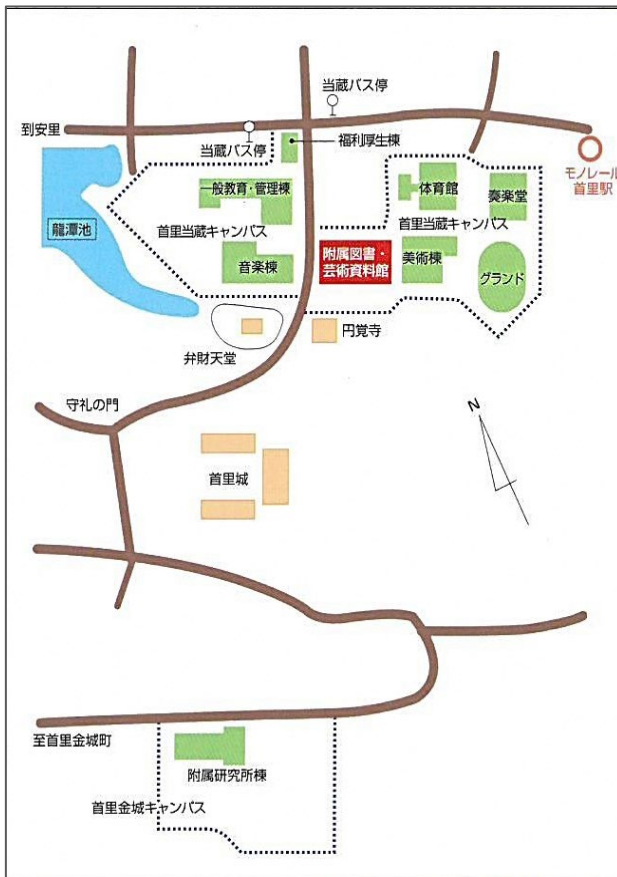 当蔵バス停
到安里
当蔵バス停
福利厚生棟
モノレール
首里駅
龍潭池
一般教育・管理棟
体育館
奏楽堂
首里当蔵キャンパス
首里当蔵キャンパス
音楽棟
附属図書・
芸術資料館
美術棟
グランド
弁財天堂
円覚寺
守礼の門
N
首里城
至首里金城町
附属研究所棟
首里金城キャンパス